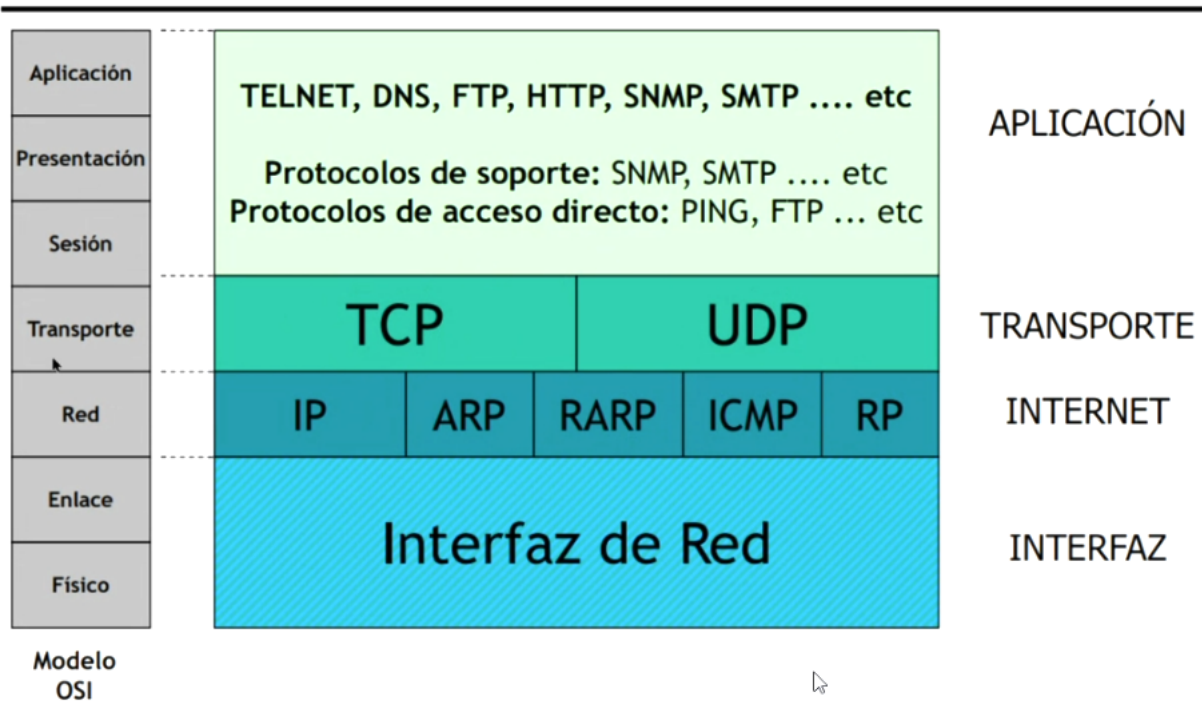 Aplicación
Presentación
Sesión
Transporte
Red
Enlace
Físico
Modelo
OSI
TELNET, DNS, FTP, HTTP, SNMP, SMTP .... etc
Protocolos de soporte: SNMP, SMTP .... etc
Protocolos de acceso directo: PING, FTP ... etc
TCP UDP
IP ARP RARP ICMP RP
Interfaz de Red
APLICACIÓN
TRANSPORTE
INTERNET
INTERFAZ